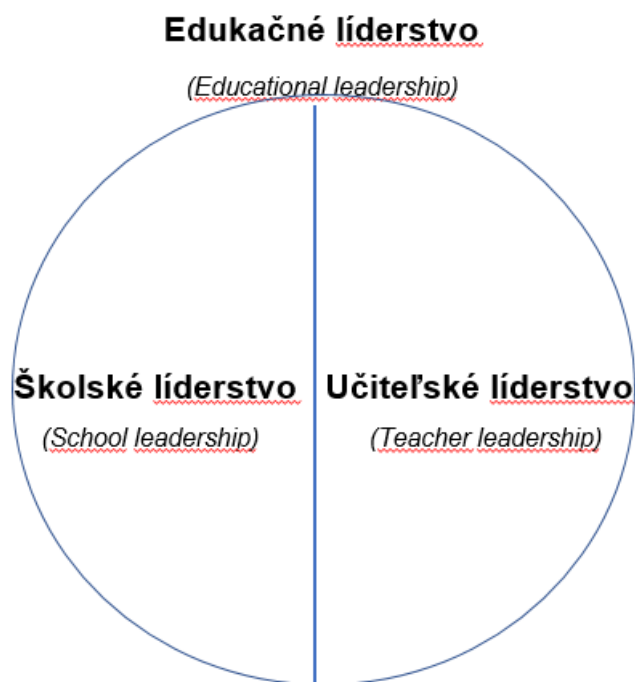 Edukačné líderstvo
(Educational leadership)
Školské líderstvo
(School leadership)
Učiteľské líderstvo
(Teacher leadership)